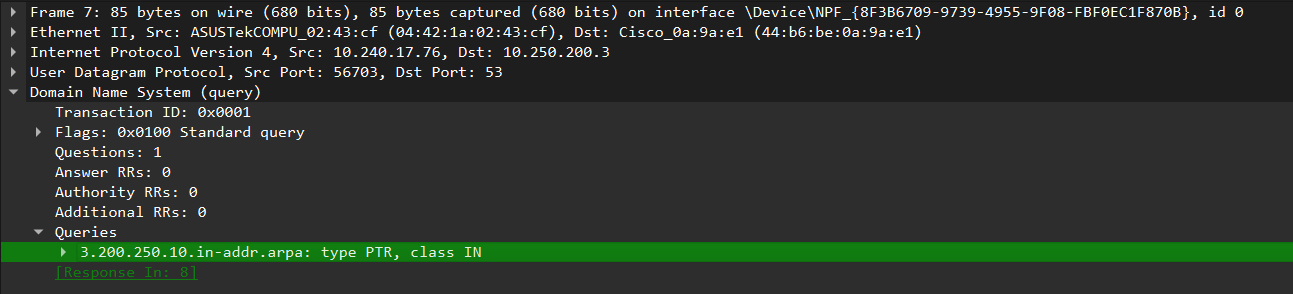 Frame 7: 85 bytes on wire (680 bits), 85 bytes captured (680 bits) on interface \Device\NPF_{8F3B6709-9739-4955-9F08-FBF0EC1F870B}, id 0
Ethernet II, Src: ASUSTekCOMPU_02:43:cf (04:42:1a:02:43:cf), Dst: Cisco_0a:9a:e1 (44:b6:be:0a:9a:e1)
Internet Protocol Version 4, Src: 10.240.17.76, Dst: 10.250.200.3
User Datagram Protocol, Src Port: 56703, Dst Port: 53
Domain Name System (query)
Transaction ID: 0x0001
Flags: 0x0100 Standard query
Questions: 1
Answer RRs: 0
Authority RRs: 0
Additional RRs: 0
Queries
3.200.250.10.in-addr.arpa: type PTR, class IN
[Response In: 8]